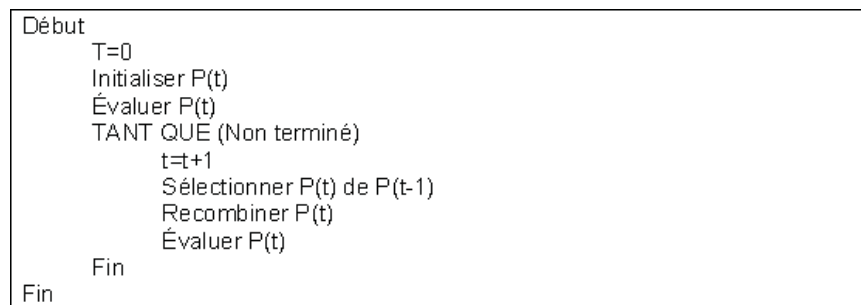 Début
T=0
Initialiser P(t)
Évaluer P(t)
TANT QUE (Non terminé)
t=t+1
Sélectionner P(t) de P(t-1)
Recombiner P(t)
Évaluer P(t)
Fin
Fin